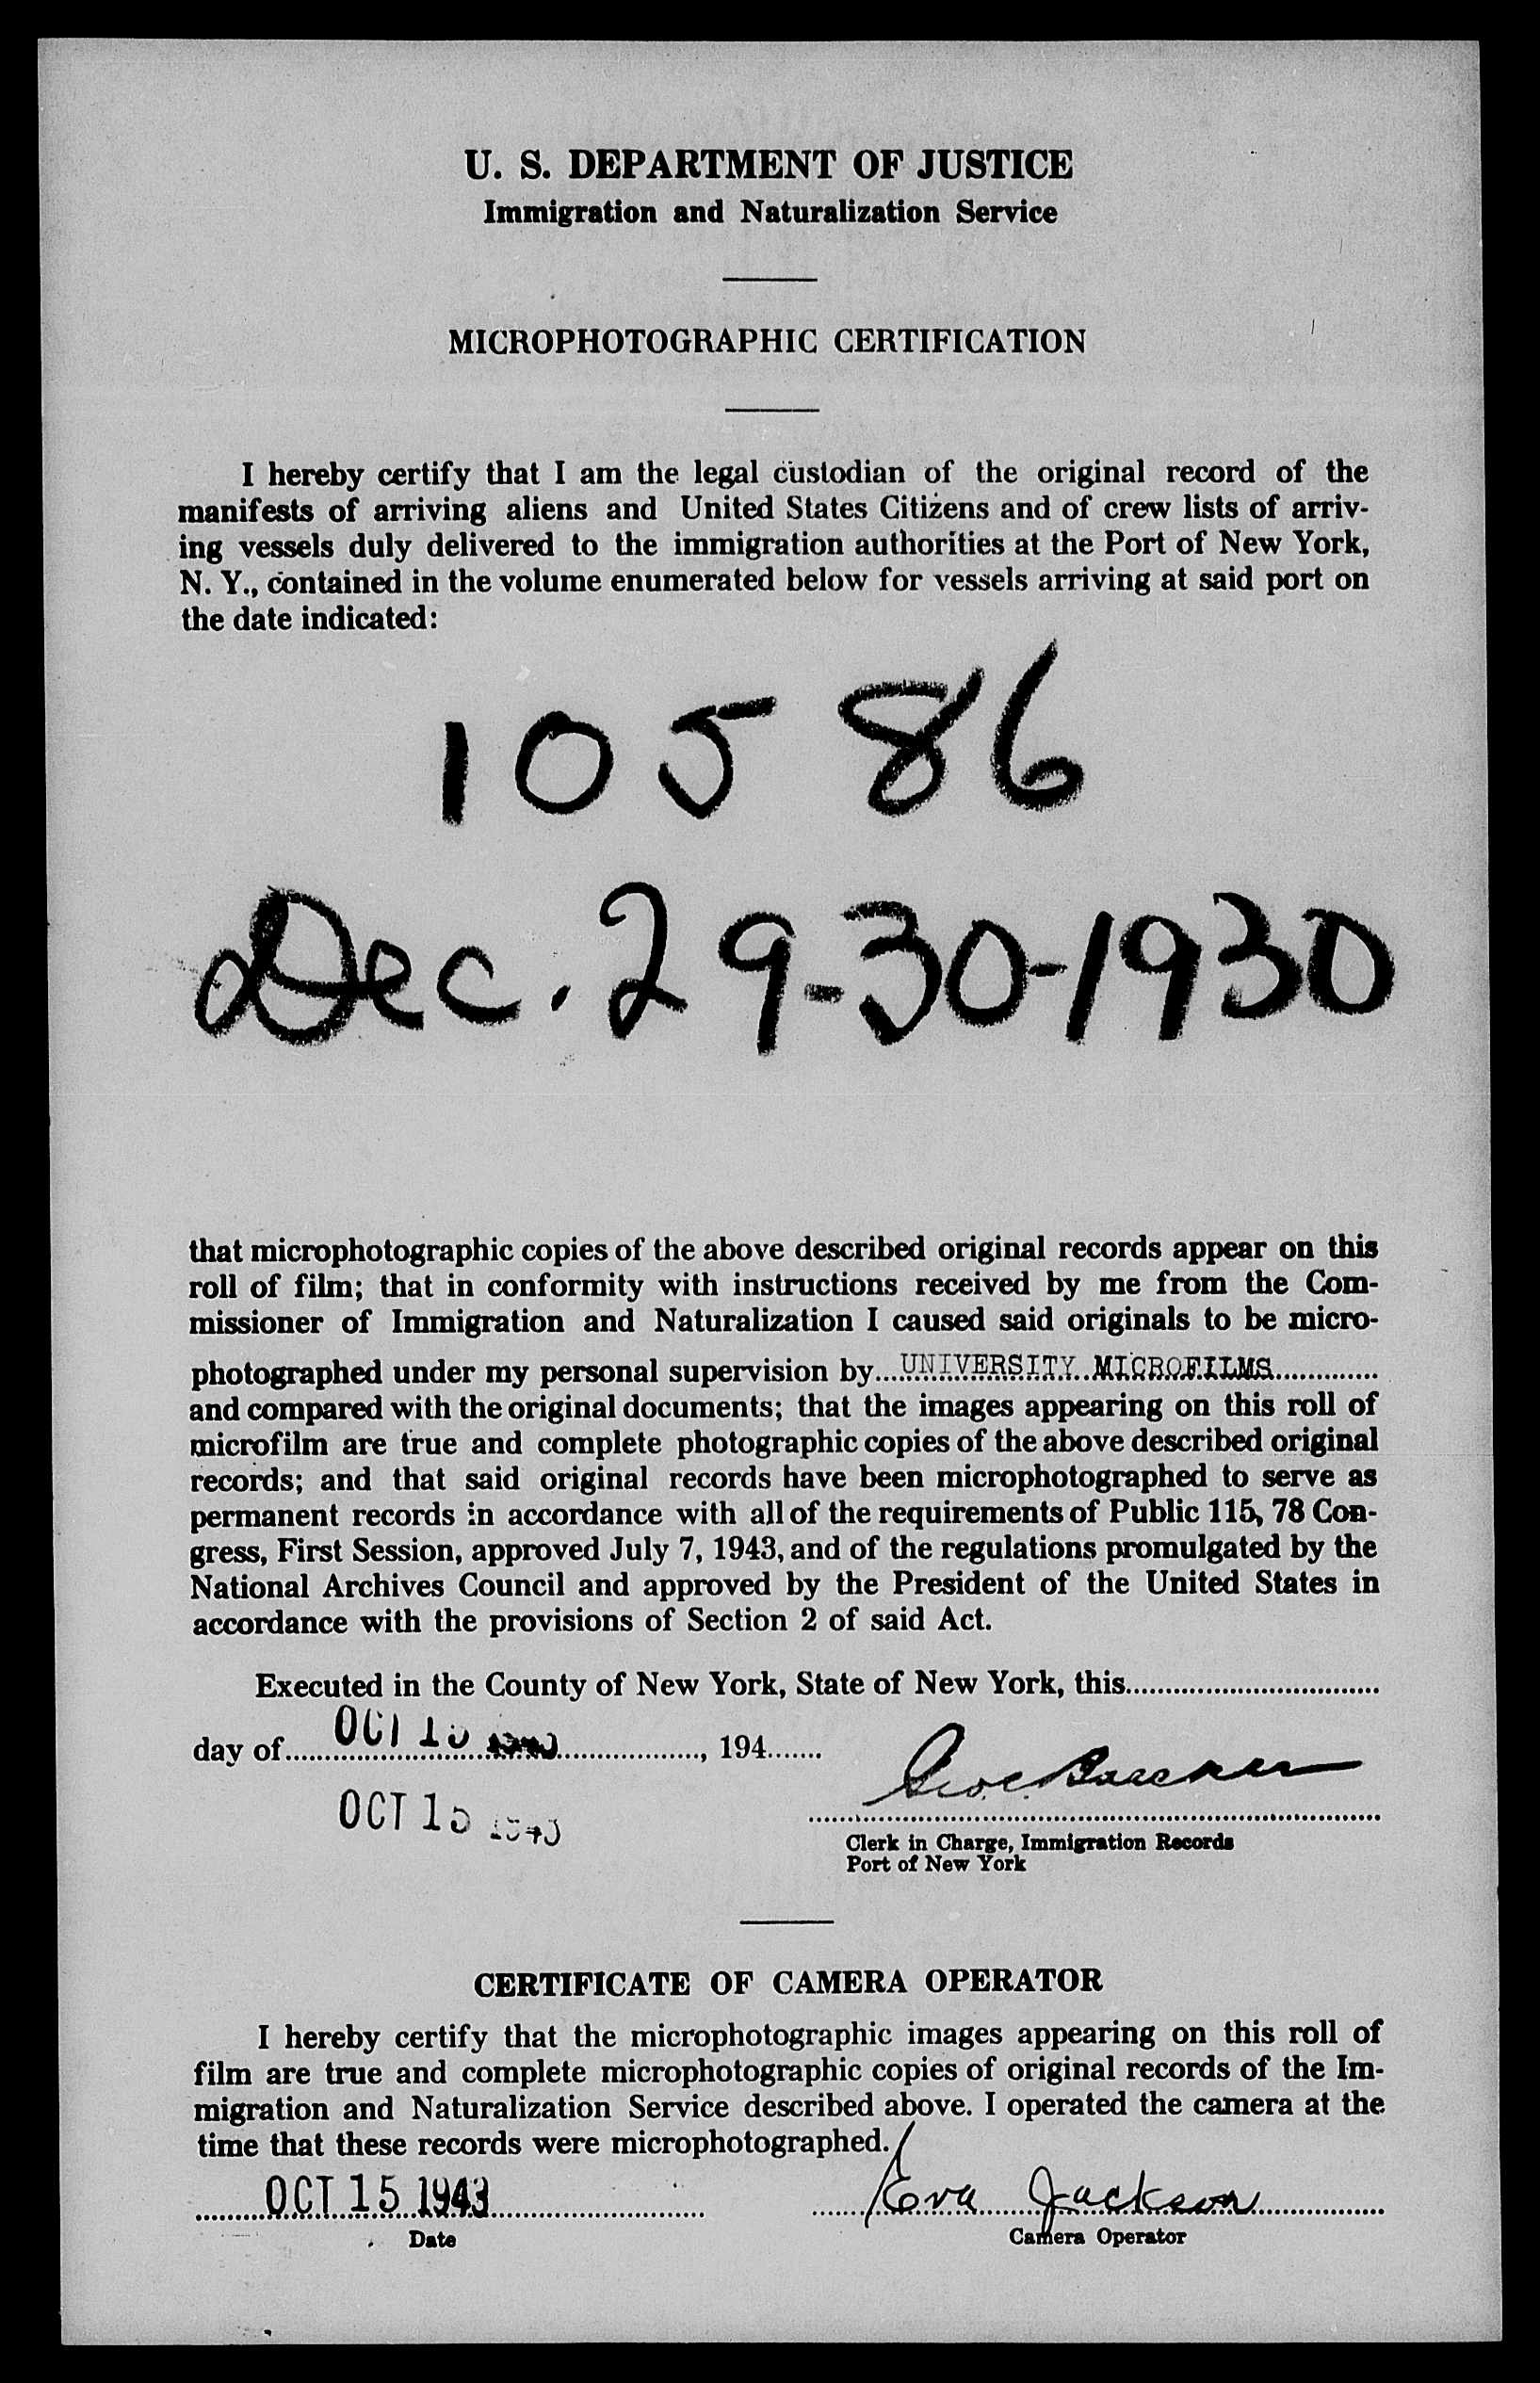 U. S. DEPARTMENT OF JUSTICE
Immigration and Naturalization Service
MICROPHOTOGRAPHIC CERTIFICATION
I hereby certify that I am the legal custodian of the original record of the
manifests of arriving aliens and United States Citizens and of crew lists of arriv-
ing vessels duly delivered to the immigration authorities at the Port of New York,
N. Y., contained in the volume enumerated below for vessels arriving at said port on
the date indicated:
10586
Dec. 29-30-1930
that microphotographic copies of the above described original records appear on this
roll of film; that in conformity with instructions received by me from the Com-
missioner of Immigration and Naturalization I caused said originals to be micro-
photographed under my personal supervision by UNIVERSITY MICROFILMS
and compared with the original documents; that the images appearing on this roll of
microfilm are true and complete photographic copies of the above described original
records; and that said original records have been microphotographed to serve as
permanent records in accordance with all of the requirements of Public 115, 78 Con-
gress, First Session, approved July 7, 1943, and of the regulations promulgated by the
National Archives Council and approved by the President of the United States in
accordance with the provisions of Section 2 of said Act.
Executed in the County of New York, State of New York, this
day of OCT 15 1943, 194
OCT 15 1943
Clerk in Charge, Immigration Records
Port of New York
CERTIFICATE OF CAMERA OPERATOR
I hereby certify that the microphotographic images appearing on this roll of
film are true and complete microphotographic copies of original records of the Im-
migration and Naturalization Service described above. I operated the camera at the
time that these records were microphotographed.
OCT 15 1943 Eva Jackson
Date Camera Operator